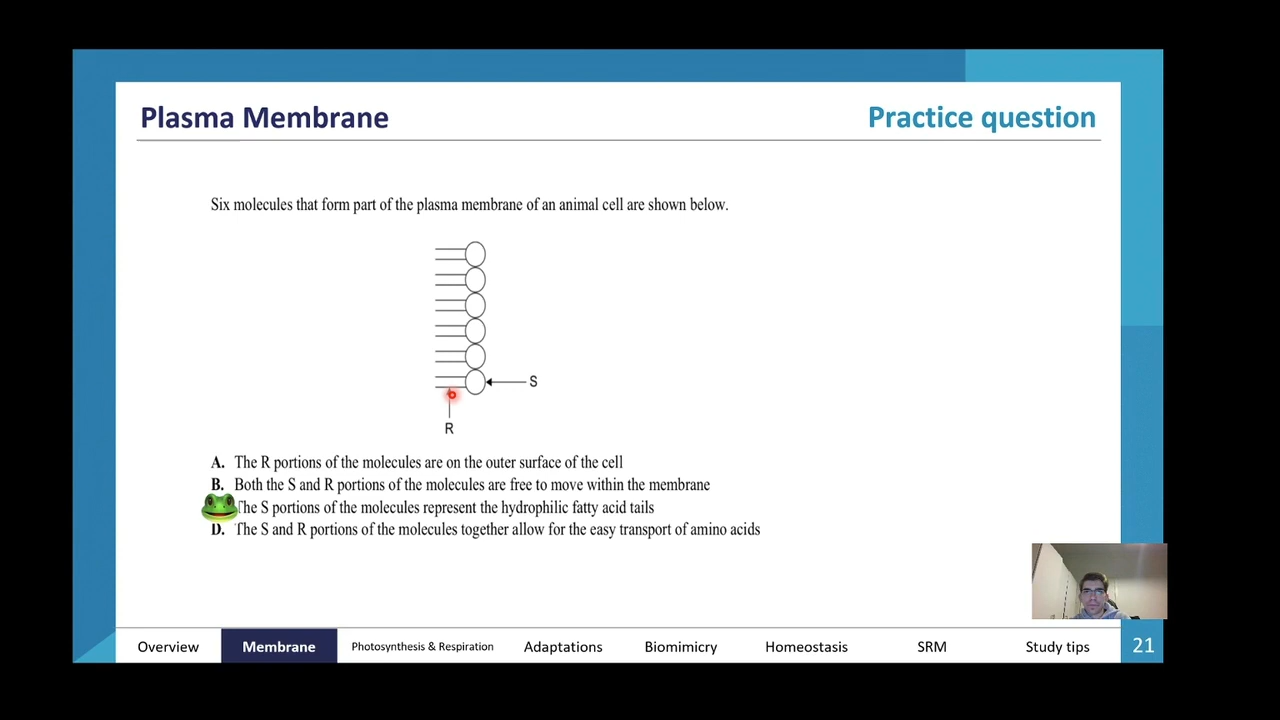 Plasma Membrane
Practice question
Six molecules that form part of the plasma membrane of an animal cell are shown below.
S
R
A. The R portions of the molecules are on the outer surface of the cell
B. Both the S and R portions of the molecules are free to move within the membrane
The S portions of the molecules represent the hydrophilic fatty acid tails
D. The S and R portions of the molecules together allow for the easy transport of amino acids
Overview Membrane Photosynthesis & Respiration Adaptations Biomimicry Homeostasis SRM Study tips 21